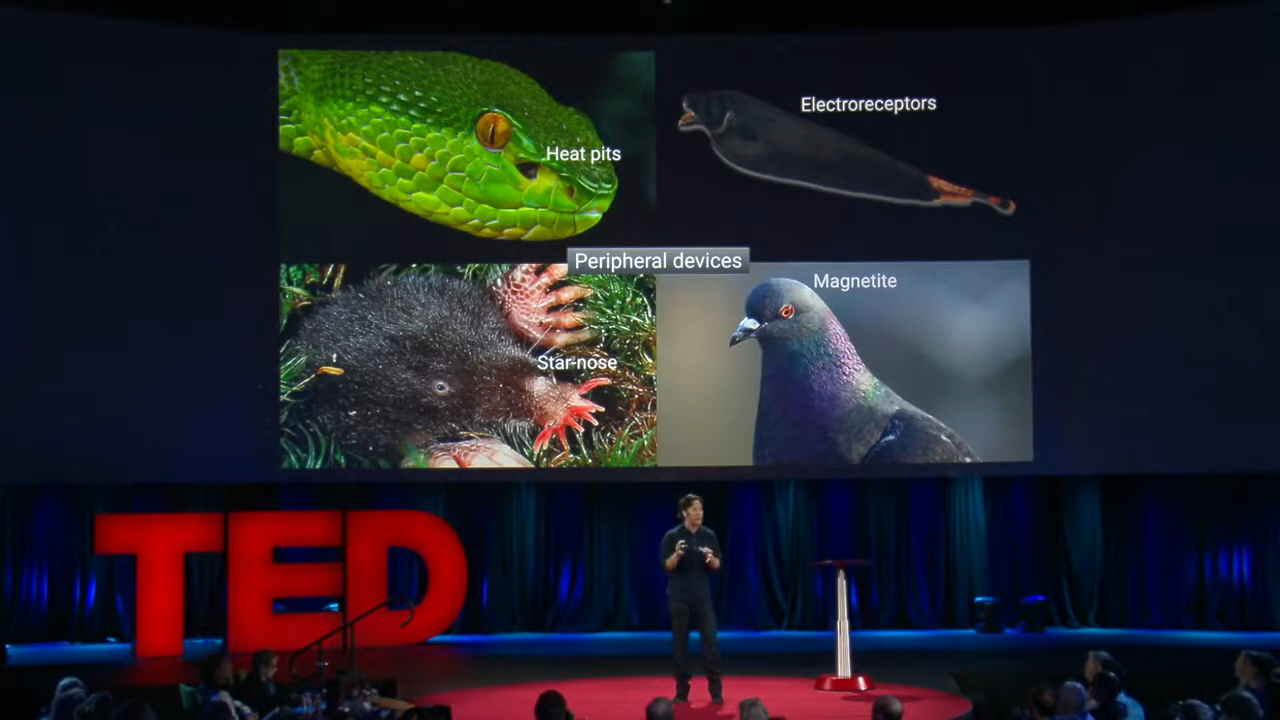 Heat pits
Electroreceptors
Peripheral devices
Star-nose
Magnetite
TED